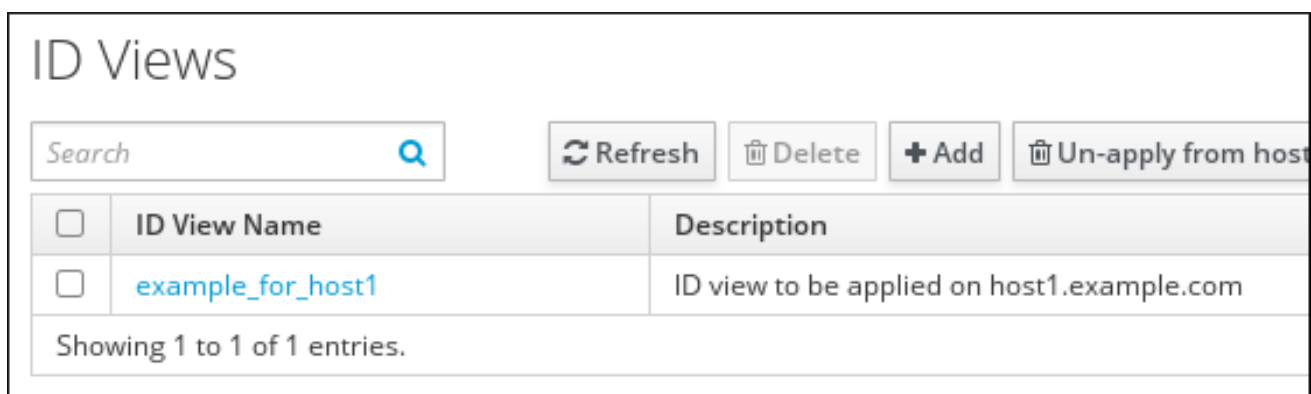 ID Views
Search Refresh Delete Add Un-apply from host
ID View Name Description
example_for_host1 ID view to be applied on host1.example.com
Showing 1 to 1 of 1 entries.